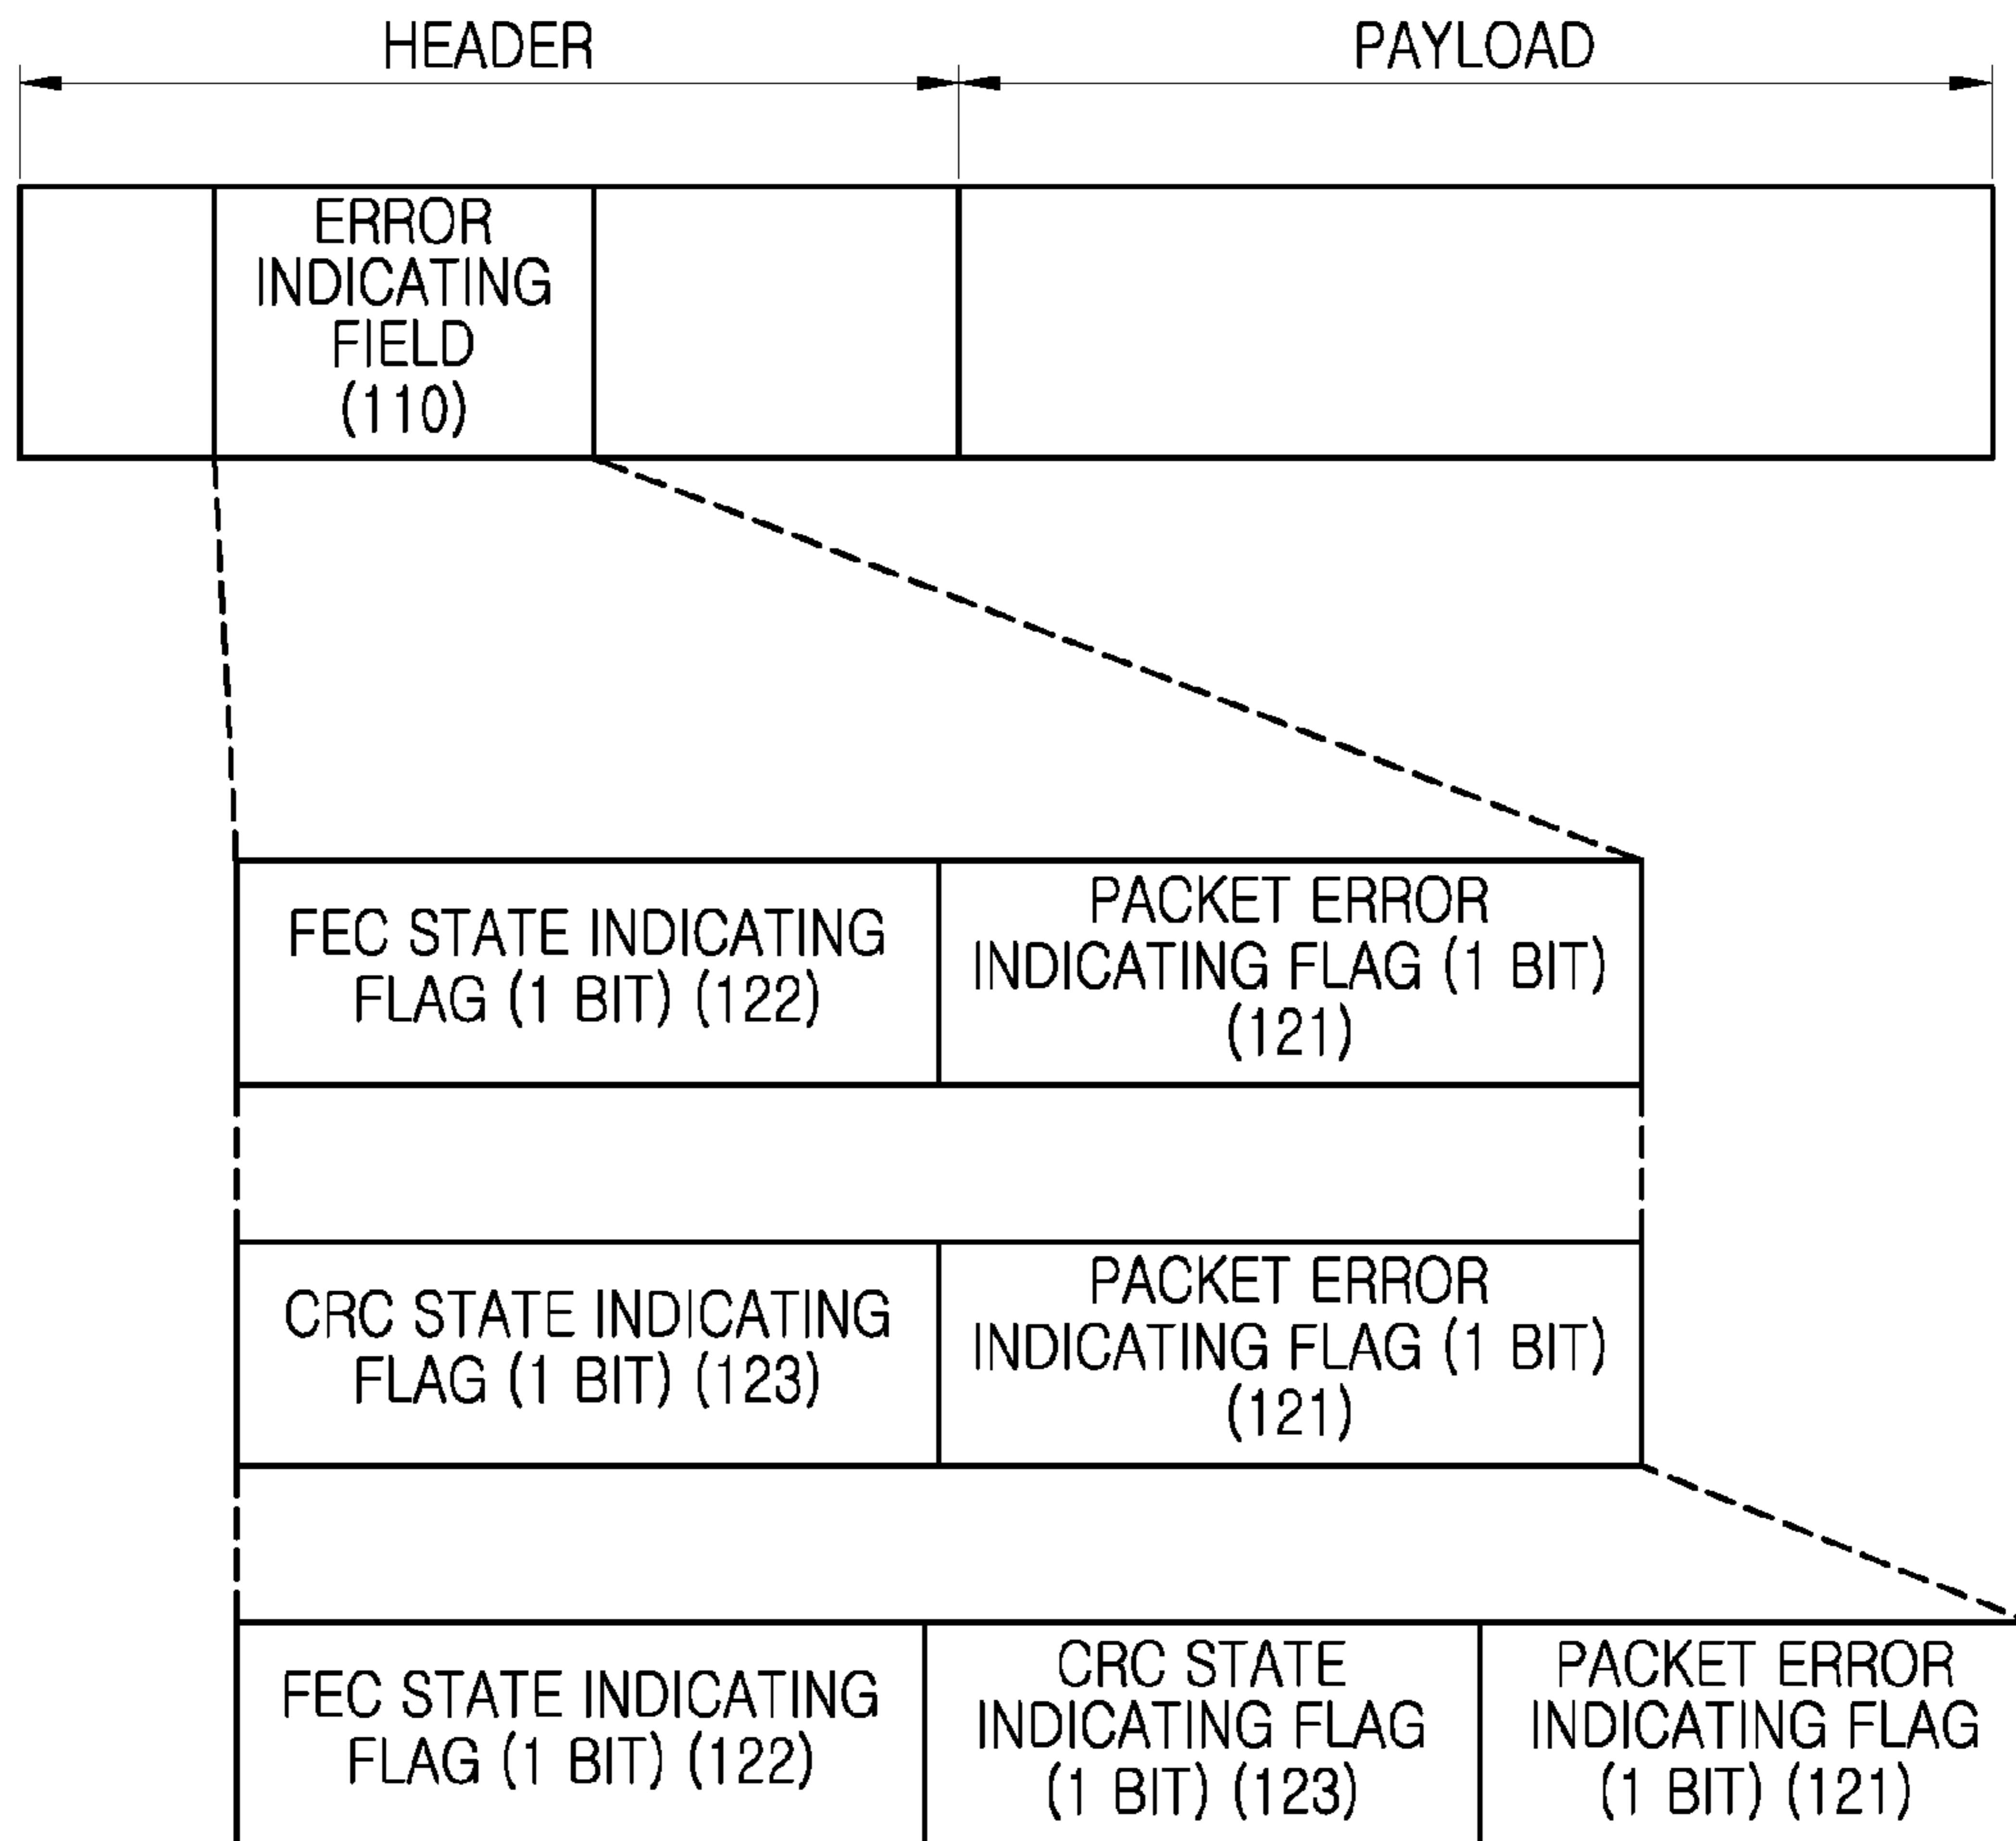 HEADER
PAYLOAD
ERROR
INDICATING
FIELD
(110)
FEC STATE INDICATING
FLAG (1 BIT) (122)
PACKET ERROR
INDICATING FLAG (1 BIT)
(121)
CRC STATE INDICATING
FLAG (1 BIT) (123)
PACKET ERROR
INDICATING FLAG (1 BIT)
(121)
FEC STATE INDICATING
FLAG (1 BIT) (122)
CRC STATE
INDICATING FLAG
(1 BIT) (123)
PACKET ERROR
INDICATING FLAG
(1 BIT) (121)